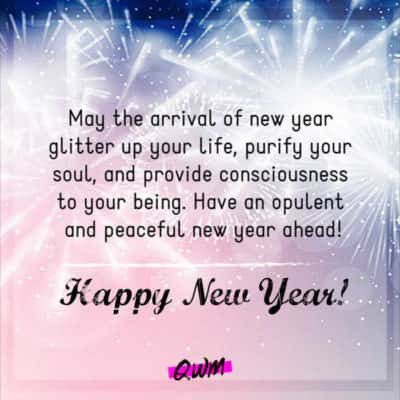 May the arrival of new year
glitter up your life, purify your
soul, and provide consciousness
to your being. Have an opulent
and peaceful new year ahead!
Happy New Year!
QWM